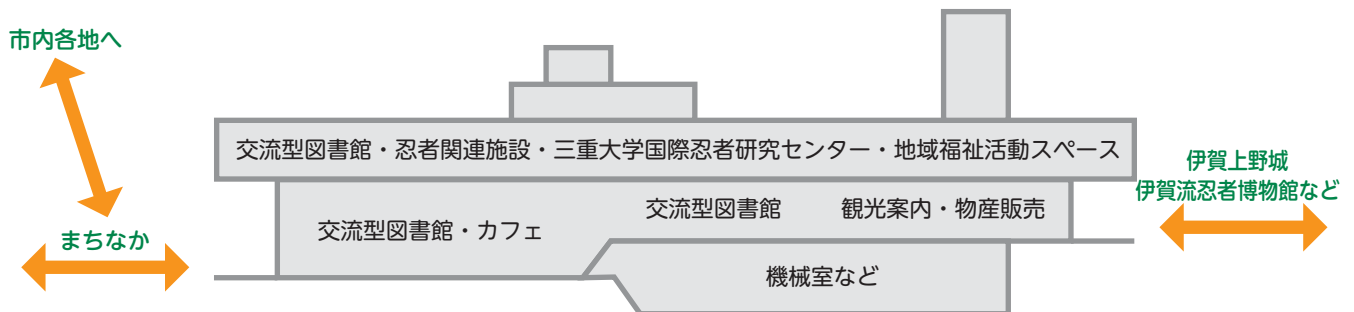 市内各地へ
まちなか
交流型図書館・忍者関連施設・三重大学国際忍者研究センター・地域福祉活動スペース
交流型図書館・カフェ
交流型図書館
観光案内・物産販売
機械室など
伊賀上野城
伊賀流忍者博物館など